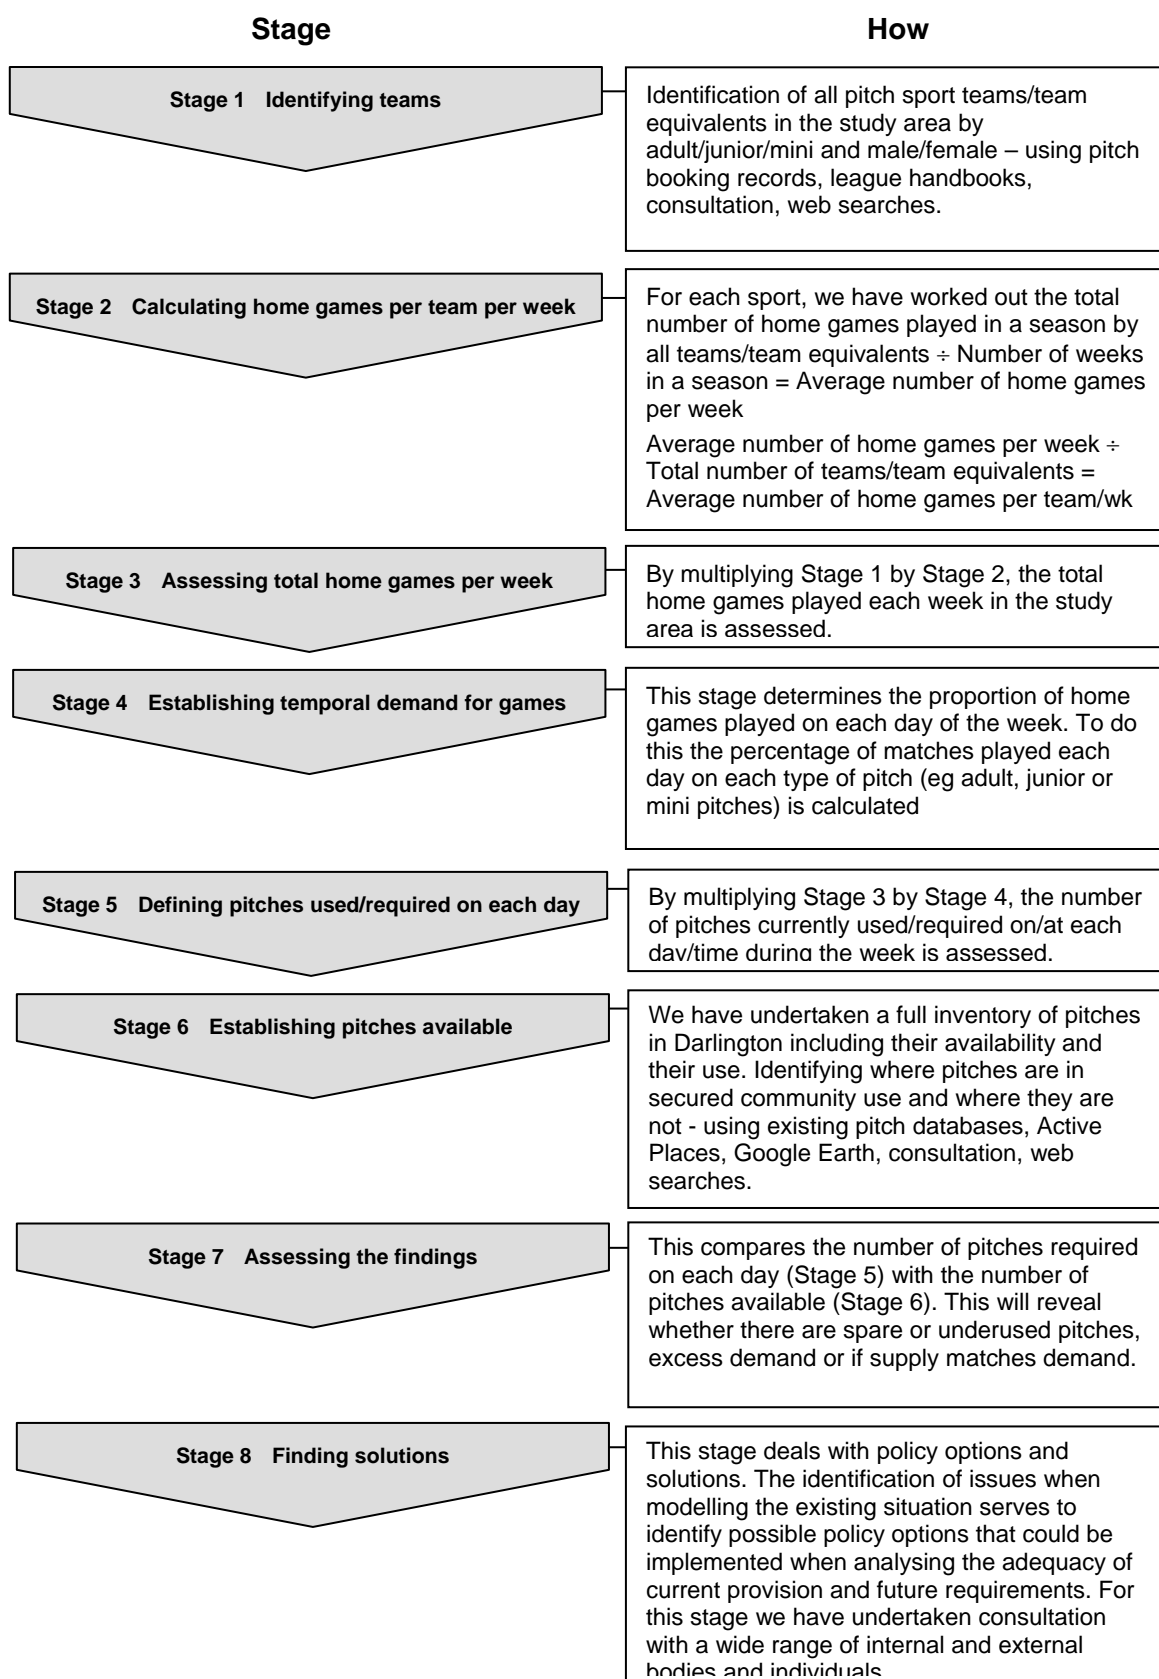 Stage
How
Stage 1 Identifying teams
Identification of all pitch sport teams/team
equivalents in the study area by
adult/junior/mini and male/female – using pitch
booking records, league handbooks,
consultation, web searches.
Stage 2 Calculating home games per team per week
For each sport, we have worked out the total
number of home games played in a season by
all teams/team equivalents ÷ Number of weeks
in a season = Average number of home games
per week
Average number of home games per week ÷
Total number of teams/team equivalents =
Average number of home games per team/wk
Stage 3 Assessing total home games per week
By multiplying Stage 1 by Stage 2, the total
home games played each week in the study
area is assessed.
Stage 4 Establishing temporal demand for games
This stage determines the proportion of home
games played on each day of the week. To do
this the percentage of matches played each
day on each type of pitch (eg adult, junior or
mini pitches) is calculated
Stage 5 Defining pitches used/required on each day
By multiplying Stage 3 by Stage 4, the number
of pitches currently used/required on/at each
day/time during the week is assessed.
Stage 6 Establishing pitches available
We have undertaken a full inventory of pitches
in Darlington including their availability and
their use. Identifying where pitches are in
secured community use and where they are
not - using existing pitch databases, Active
Places, Google Earth, consultation, web
searches.
Stage 7 Assessing the findings
This compares the number of pitches required
on each day (Stage 5) with the number of
pitches available (Stage 6). This will reveal
whether there are spare or underused pitches,
excess demand or if supply matches demand.
Stage 8 Finding solutions
This stage deals with policy options and
solutions. The identification of issues when
modelling the existing situation serves to
identify possible policy options that could be
implemented when analysing the adequacy of
current provision and future requirements. For
this stage we have undertaken consultation
with a wide range of internal and external
bodies and individuals